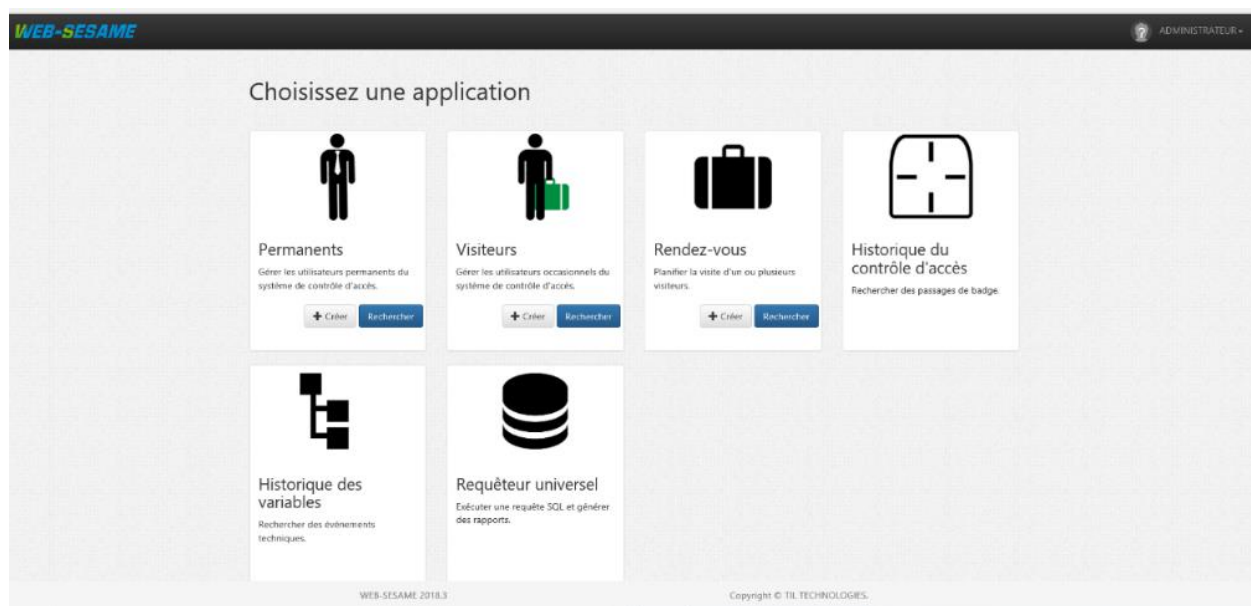 WEB-SESAME
ADMINISTRATEUR
Choisissez une application
Permanents
Gérer les utilisateurs permanents du
système de contrôle d'accès.
+ Créer Rechercher
Visiteurs
Gérer les utilisateurs occasionnels du
système de contrôle d'accès.
+ Créer Rechercher
Rendez-vous
Planifier la visite d'un ou plusieurs
visiteurs.
+ Créer Rechercher
Historique du
contrôle d'accès
Rechercher des passages de badge.
Historique des
variables
Rechercher des événements
techniques.
Requêteur universel
Exécuter une requête SQL et générer
des rapports.
WEB-SESAME 2018.3
Copyright © TIL TECHNOLOGIES.